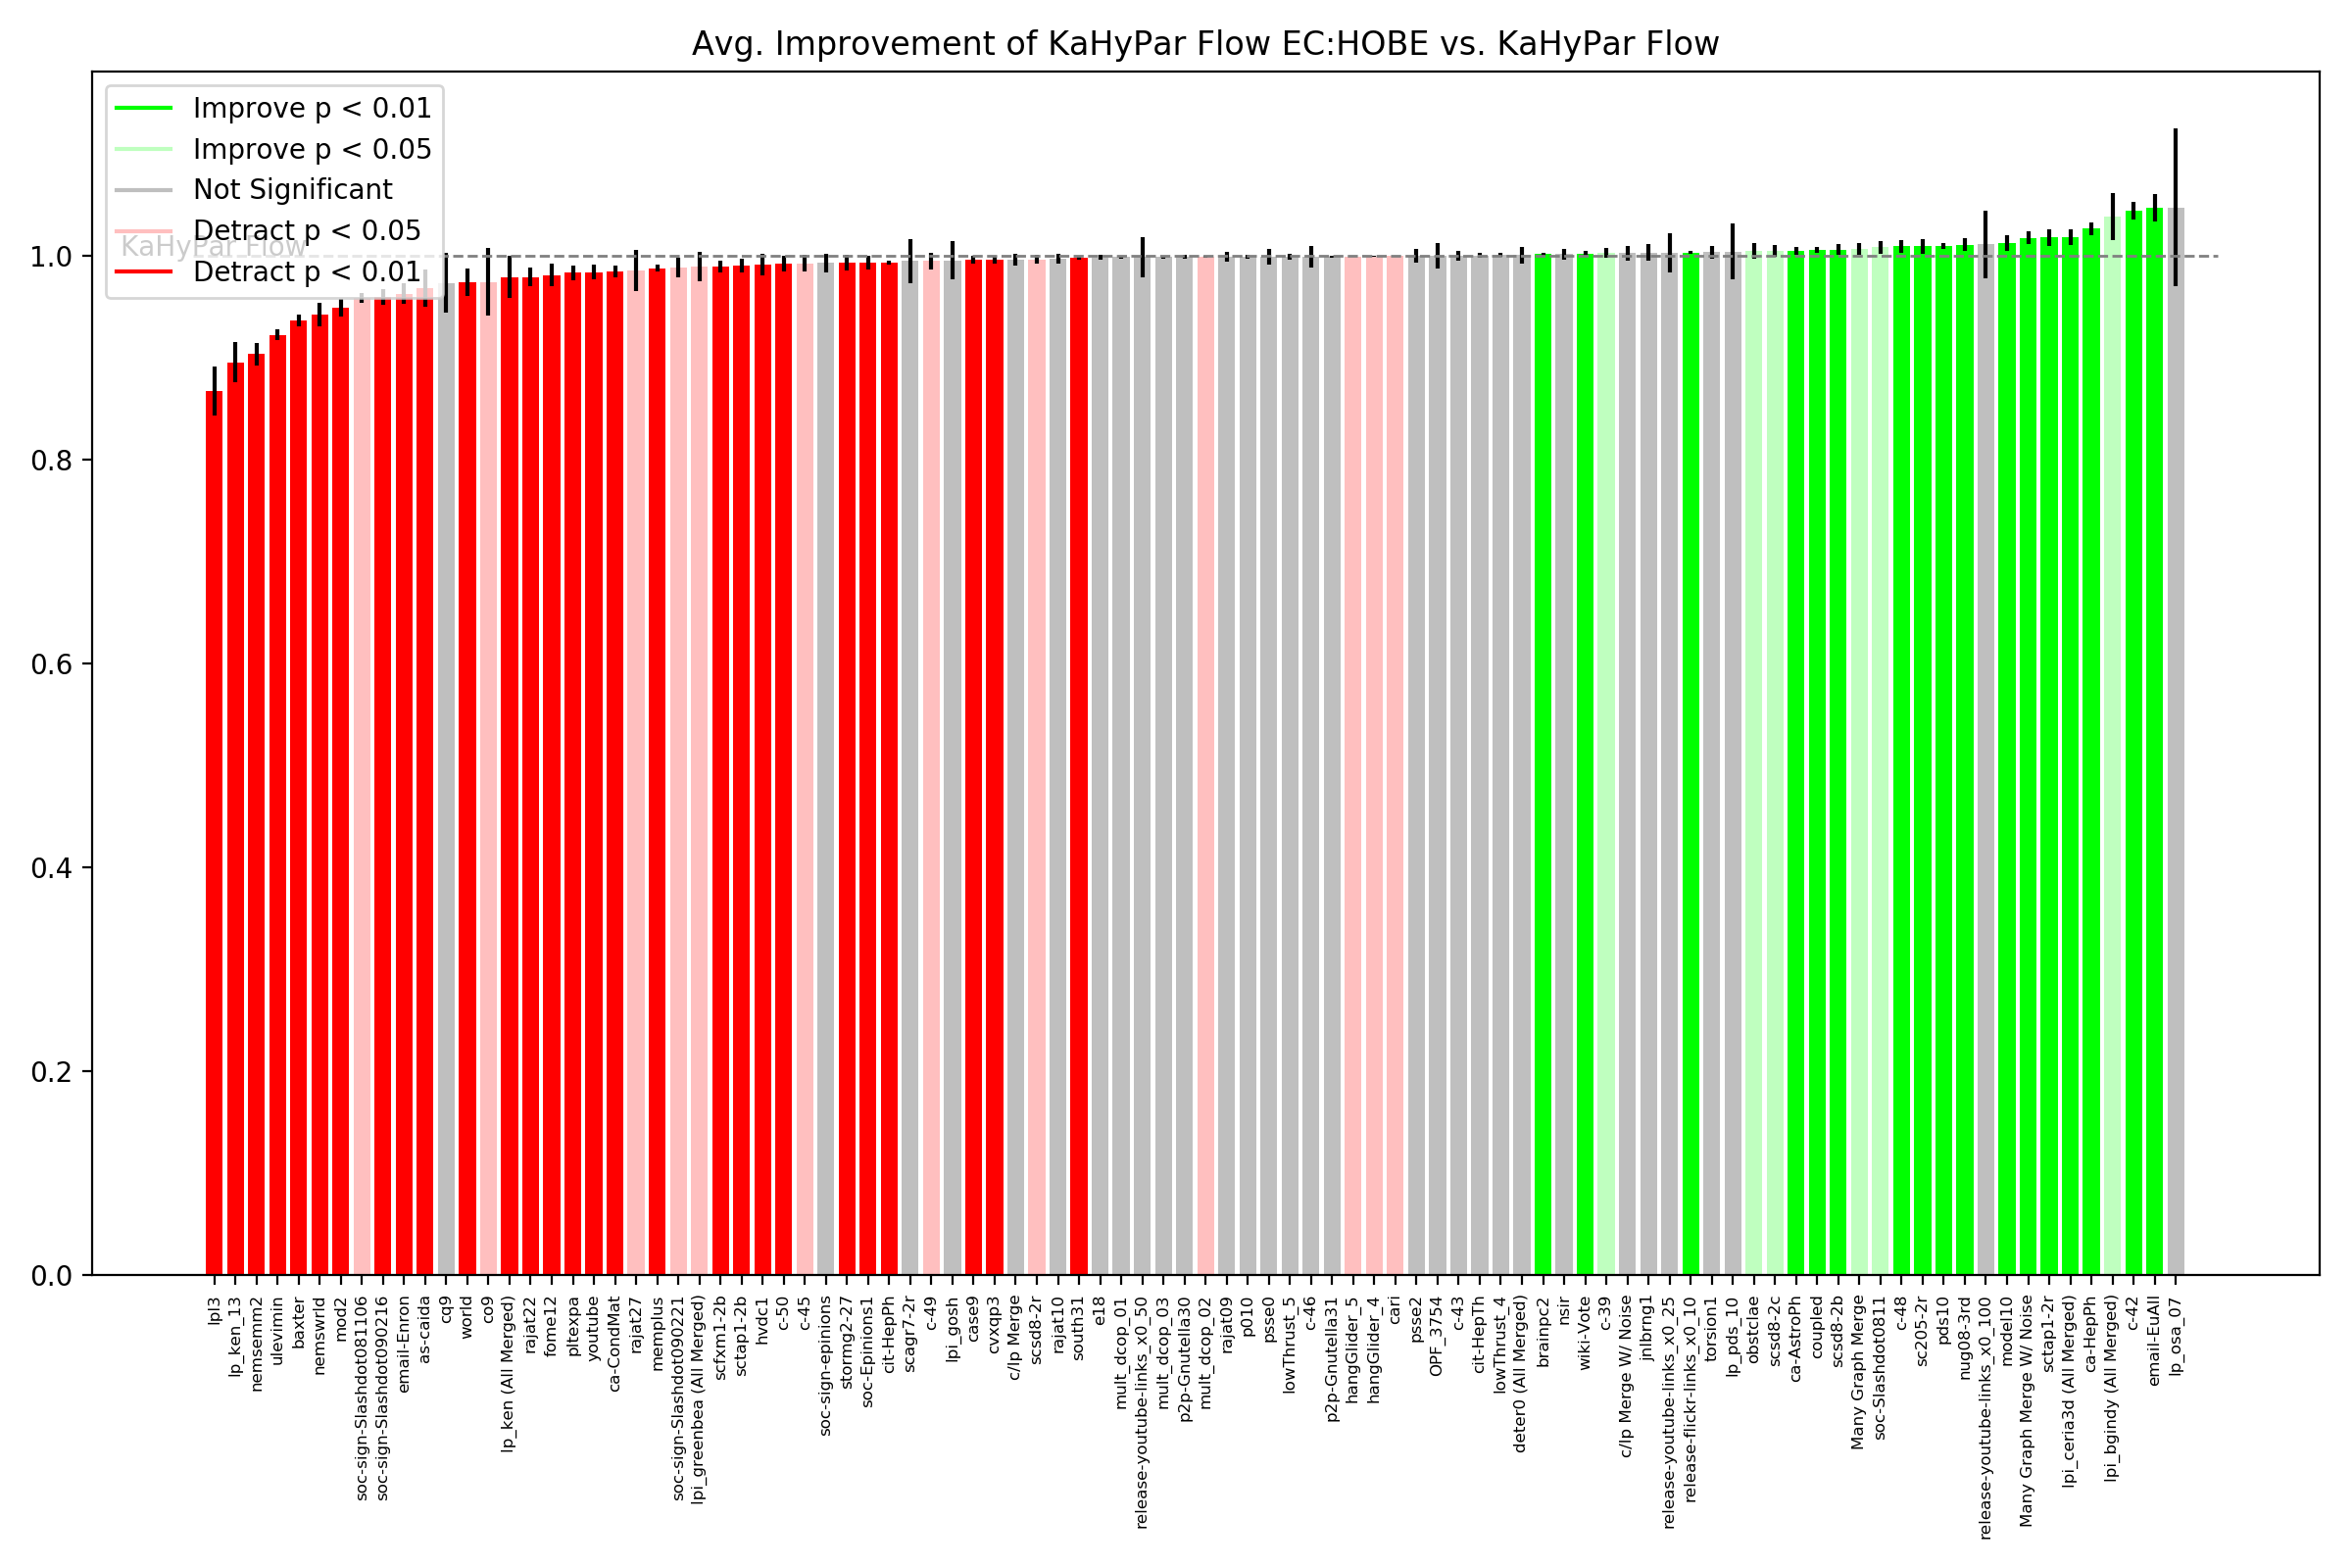 Avg. Improvement of KaHyPar Flow EC:HOBE vs. KaHyPar Flow
Improve p < 0.01
Improve p < 0.05
Not Significant
Detract p < 0.05
Detract p < 0.01
KaHyPar Flow
1.0
0.8
0.6
0.4
0.2
0.0
lpl3
lp_ken_13
nemsemm2
ulevimin
baxter
nemswrld
mod2
soc-sign-Slashdot081106
soc-sign-Slashdot090216
email-Enron
as-caida
cq9
world
co9
lp_ken (All Merged)
rajat22
fome12
pltexpa
youtube
ca-CondMat
rajat27
memplus
soc-sign-Slashdot090221
lpi_greenbea (All Merged)
scfxm1-2b
sctap1-2b
hvdc1
c-50
c-45
soc-sign-epinions
stormg2-27
soc-Epinions1
cit-HepPh
scagr7-2r
c-49
lpi_gosh
case9
cvxqp3
c/lp Merge
scsd8-2r
rajat10
south31
e18
mult_dcop_01
release-youtube-links_x0_50
mult_dcop_03
p2p-Gnutella30
mult_dcop_02
rajat09
p010
psse0
lowThrust_5
c-46
p2p-Gnutella31
hangGlider_5
hangGlider_4
cari
psse2
OPF_3754
c-43
cit-HepTh
lowThrust_4
deter0 (All Merged)
brainpc2
nsir
wiki-Vote
c-39
c/lp Merge W/ Noise
jnlbrng1
release-youtube-links_x0_25
release-flickr-links_x0_10
torsion1
lp_pds_10
obstclae
scsd8-2c
ca-AstroPh
coupled
scsd8-2b
Many Graph Merge
soc-Slashdot0811
c-48
sc205-2r
pds10
nug08-3rd
release-youtube-links_x0_100
model10
Many Graph Merge W/ Noise
sctap1-2r
lpi_ceria3d (All Merged)
ca-HepPh
lpi_bgindy (All Merged)
c-42
email-EuAll
lp_osa_07